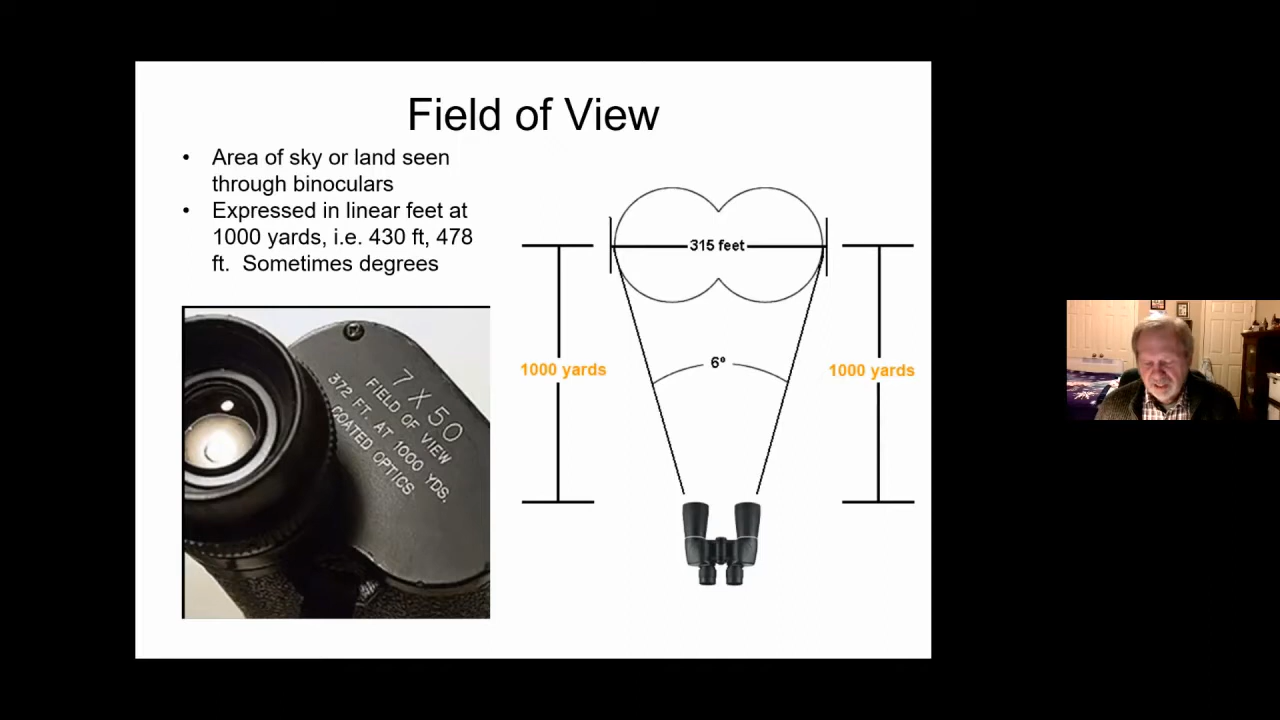 Field of View
• Area of sky or land seen
through binoculars
• Expressed in linear feet at
1000 yards, i.e. 430 ft, 478
ft. Sometimes degrees
7 X 50
FIELD OF VIEW
372 FT. AT 1000 YDS.
COATED OPTICS
315 feet
1000 yards
6º
1000 yards